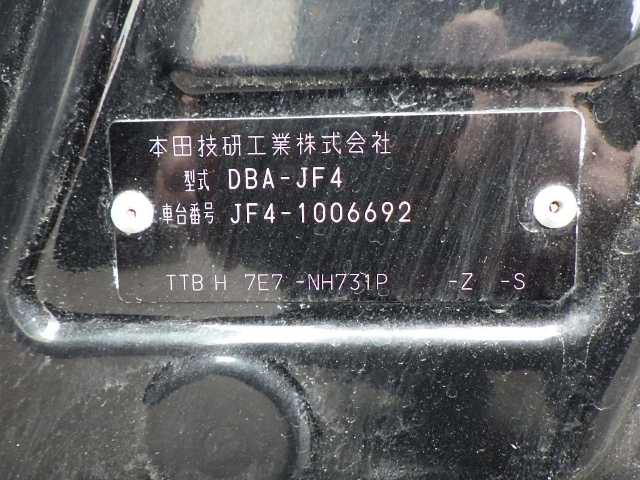 本田技研工業株式会社
型式 DBA-JF4
車台番号 JF4-1006692
TTB H 7E7 -NH731P -Z -S